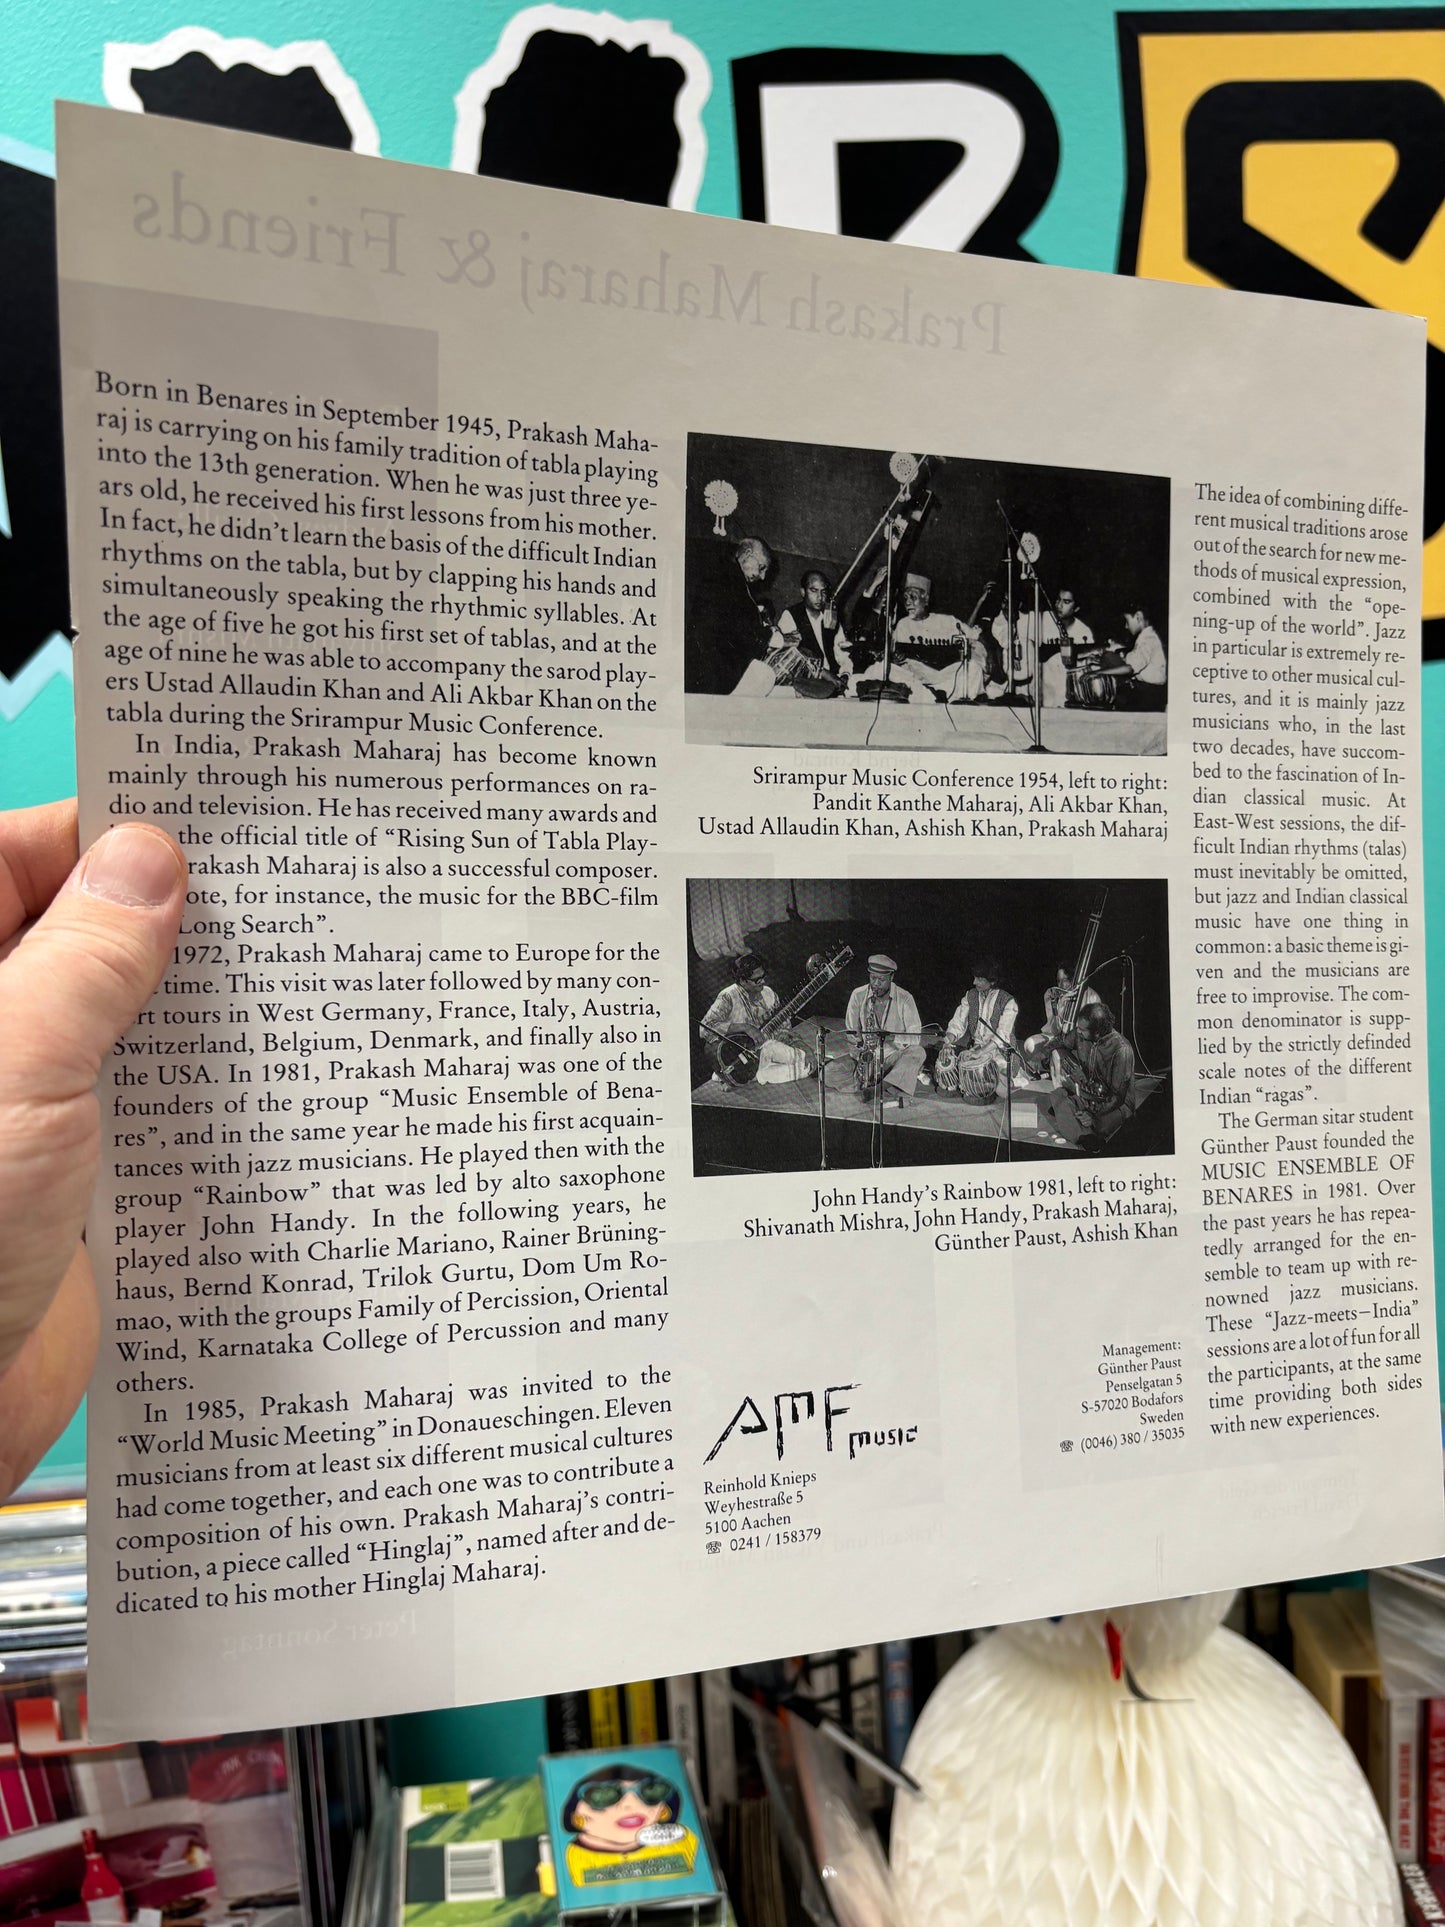 Prakash Maharaj & Friends
Born in Benares in September 1945, Prakash Maha-
raj is carrying on his family tradition of tabla playing
into the 13th generation. When he was just three ye-
ars old, he received his first lessons from his mother.
In fact, he didn't learn the basis of the difficult Indian
rhythms on the tabla, but by clapping his hands and
simultaneously speaking the rhythmic syllables. At
the age of five he got his first set of tablas, and at the
age of nine he was able to accompany the sarod play-
ers Ustad Allaudin Khan and Ali Akbar Khan on the
tabla during the Srirampur Music Conference.
In India, Prakash Maharaj has become known
mainly through his numerous performances on ra-
dio and television. He has received many awards and
the official title of “Rising Sun of Tabla Play-
rakash Maharaj is also a successful composer.
ote, for instance, the music for the BBC-film
Long Search”.
1972, Prakash Maharaj came to Europe for the
time. This visit was later followed by many con-
rt tours in West Germany, France, Italy, Austria,
Switzerland, Belgium, Denmark, and finally also in
the USA. In 1981, Prakash Maharaj was one of the
founders of the group “Music Ensemble of Bena-
res”, and in the same year he made his first acquain-
tances with jazz musicians. He played then with the
group “Rainbow” that was led by alto saxophone
player John Handy. In the following years, he
played also with Charlie Mariano, Rainer Brüning-
haus, Bernd Konrad, Trilok Gurtu, Dom Um Ro-
mao, with the groups Family of Percission, Oriental
Wind, Karnataka College of Percussion and many
others.
In 1985, Prakash Maharaj was invited to the
“World Music Meeting” in Donaueschingen. Eleven
musicians from at least six different musical cultures
had come together, and each one was to contribute a
composition of his own. Prakash Maharaj's contri-
bution, a piece called “Hinglaj”, named after and de-
dicated to his mother Hinglaj Maharaj.
Srirampur Music Conference 1954, left to right:
Pandit Kanthe Maharaj, Ali Akbar Khan,
Ustad Allaudin Khan, Ashish Khan, Prakash Maharaj
John Handy's Rainbow 1981, left to right:
Shivanath Mishra, John Handy, Prakash Maharaj,
Günther Paust, Ashish Khan
AMF music
Reinhold Knieps
Weyhestraße 5
5100 Aachen
☎ 0241 / 158379
Management:
Günther Paust
Penselgatan 5
S-57020 Bodafors
Sweden
☎ (0046) 380 / 35035
The idea of combining diffe-
rent musical traditions arose
out of the search for new me-
thods of musical expression,
combined with the “ope-
ning-up of the world”. Jazz
in particular is extremely re-
ceptive to other musical cul-
tures, and it is mainly jazz
musicians who, in the last
two decades, have succom-
bed to the fascination of In-
dian classical music. At
East-West sessions, the dif-
ficult Indian rhythms (talas)
must inevitably be omitted,
but jazz and Indian classical
music have one thing in
common: a basic theme is gi-
ven and the musicians are
free to improvise. The com-
mon denominator is supp-
lied by the strictly definded
scale notes of the different
Indian “ragas”.
The German sitar student
Günther Paust founded the
MUSIC ENSEMBLE OF
BENARES in 1981. Over
the past years he has repea-
tedly arranged for the en-
semble to team up with re-
nowned jazz musicians.
These “Jazz-meets–India”
sessions are a lot of fun for all
the participants, at the same
time providing both sides
with new experiences.
Peter Sonntag